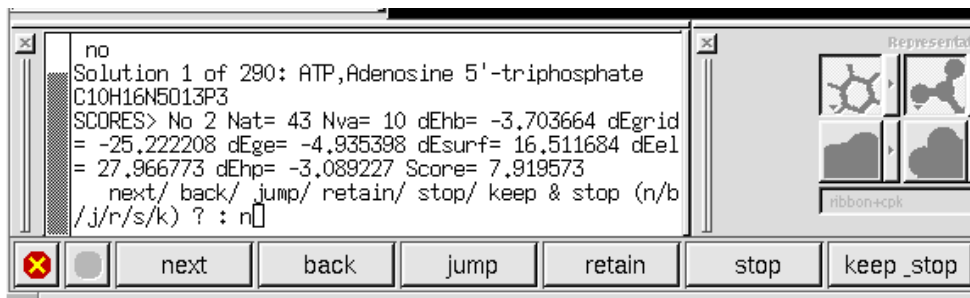 no
Solution 1 of 290: ATP,Adenosine 5'-triphosphate
C10H16N5O13P3
SCORES> No 2 Nat= 43 Nva= 10 dEhb= -3.703664 dEgrid
= -25.222208 dEge= -4.935398 dEsurf= 16.511684 dEel
= 27.966773 dEhp= -3.089227 Score= 7.919573
next/ back/ jump/ retain/ stop/ keep & stop (n/b
/j/r/s/k) ? : n
Representat
ribbon+cpk
next back jump retain stop keep _stop